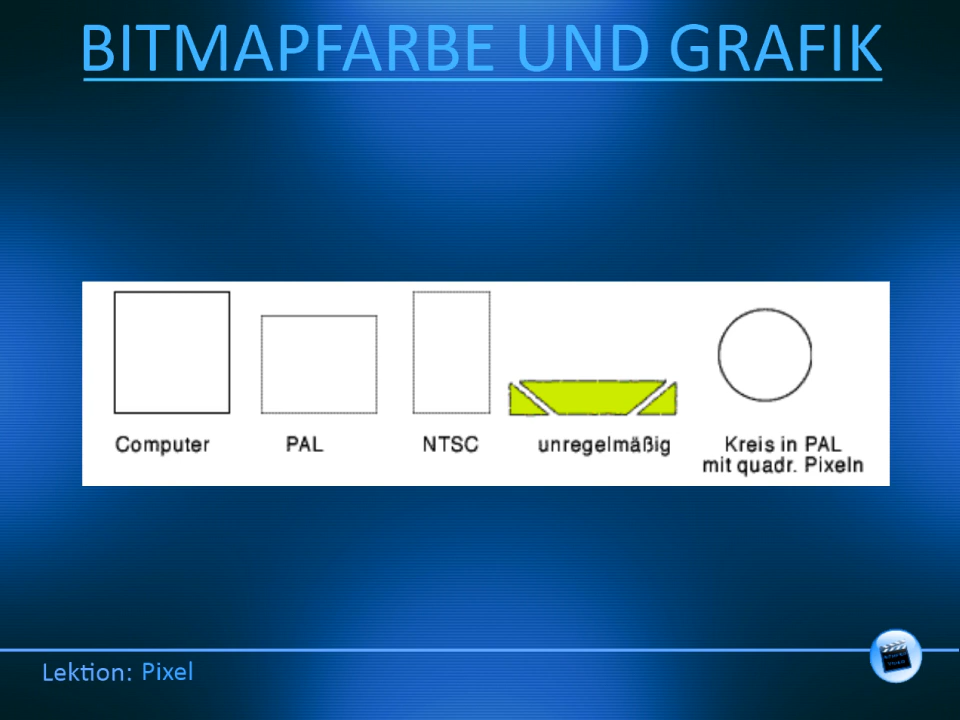 BITMAPFARBE UND GRAFIK
Computer
PAL
NTSC
unregelmäßig
Kreis in PAL
mit quadr. Pixeln
Lektion: Pixel